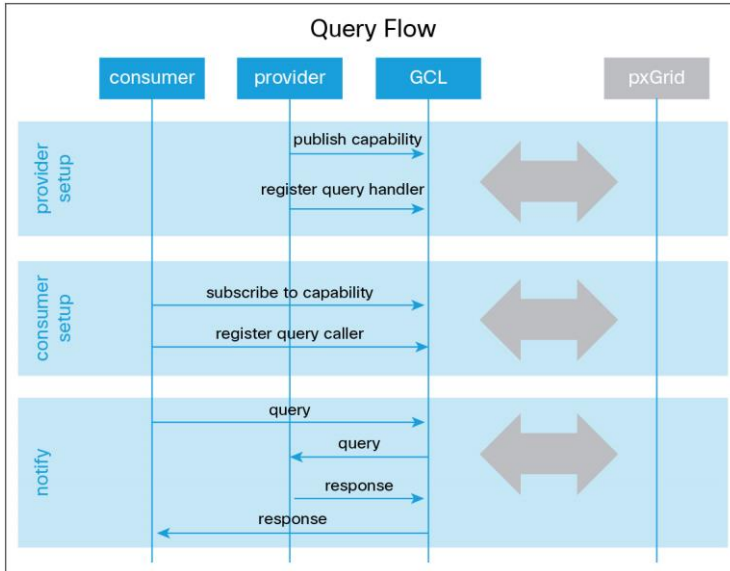 Query Flow
consumer
provider
GCL
pxGrid
provider
setup
publish capability
register query handler
consumer
setup
subscribe to capability
register query caller
notify
query
query
response
response